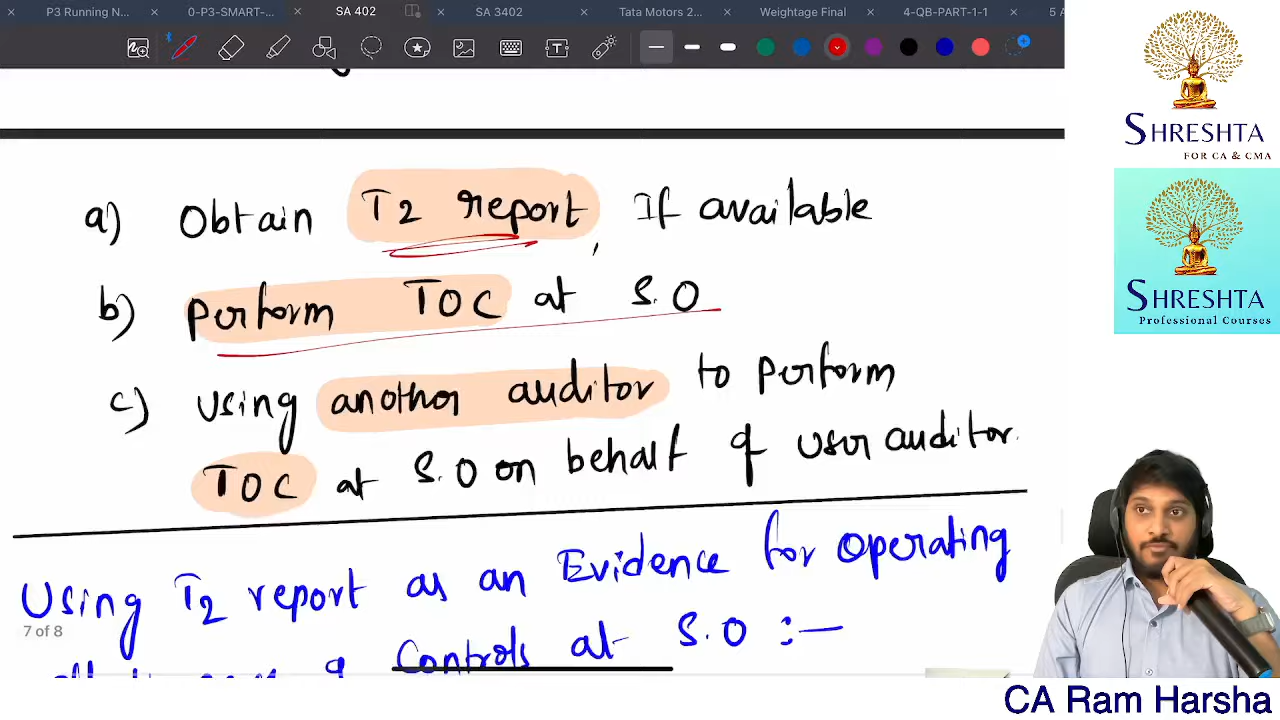 P3 Running N... 0-P3-SMART-... SA 402 SA 3402 Tata Motors 2... Weightage Final 4-QB-PART-1-1 5 A
a) Obtain T2 report, If available
b) Perform TOC at S.O
c) Using another auditor to perform
TOC at S.O on behalf of user auditor.
Using T2 report as an Evidence for Operating
7 of 8
Controls at S.O :-
SHRESHTA
FOR CA & CMA
SHRESHTA
Professional Courses
CA Ram Harsha